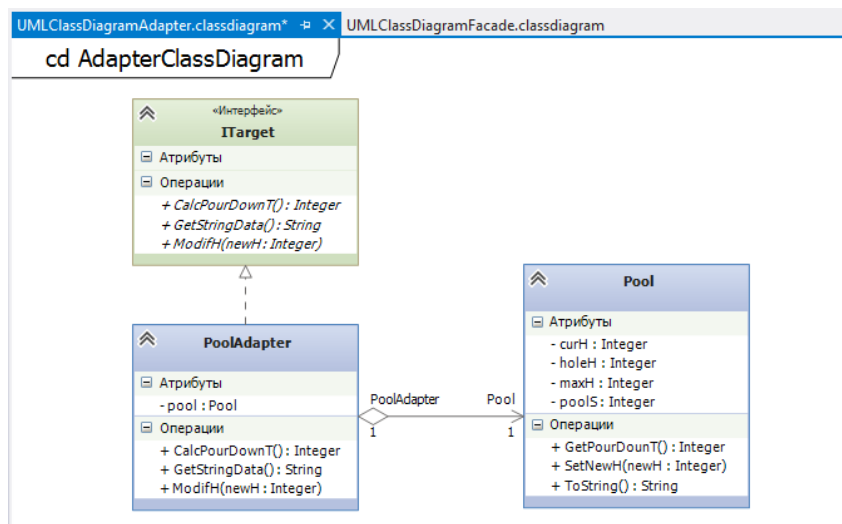 UMLClassDiagramAdapter.classdiagram*
UMLClassDiagramFacade.classdiagram
cd AdapterClassDiagram
«Интерфейс»
ITarget
Атрибуты
Операции
+ CalcPourDownT() : Integer
+ GetStringData() : String
+ ModifH(newH : Integer)
PoolAdapter
Атрибуты
- pool : Pool
Операции
+ CalcPourDownT() : Integer
+ GetStringData() : String
+ ModifH(newH : Integer)
PoolAdapter
Pool
1
1
Pool
Атрибуты
- curH : Integer
- holeH : Integer
- maxH : Integer
- poolS : Integer
Операции
+ GetPourDounT() : Integer
+ SetNewH(newH : Integer)
+ ToString() : String